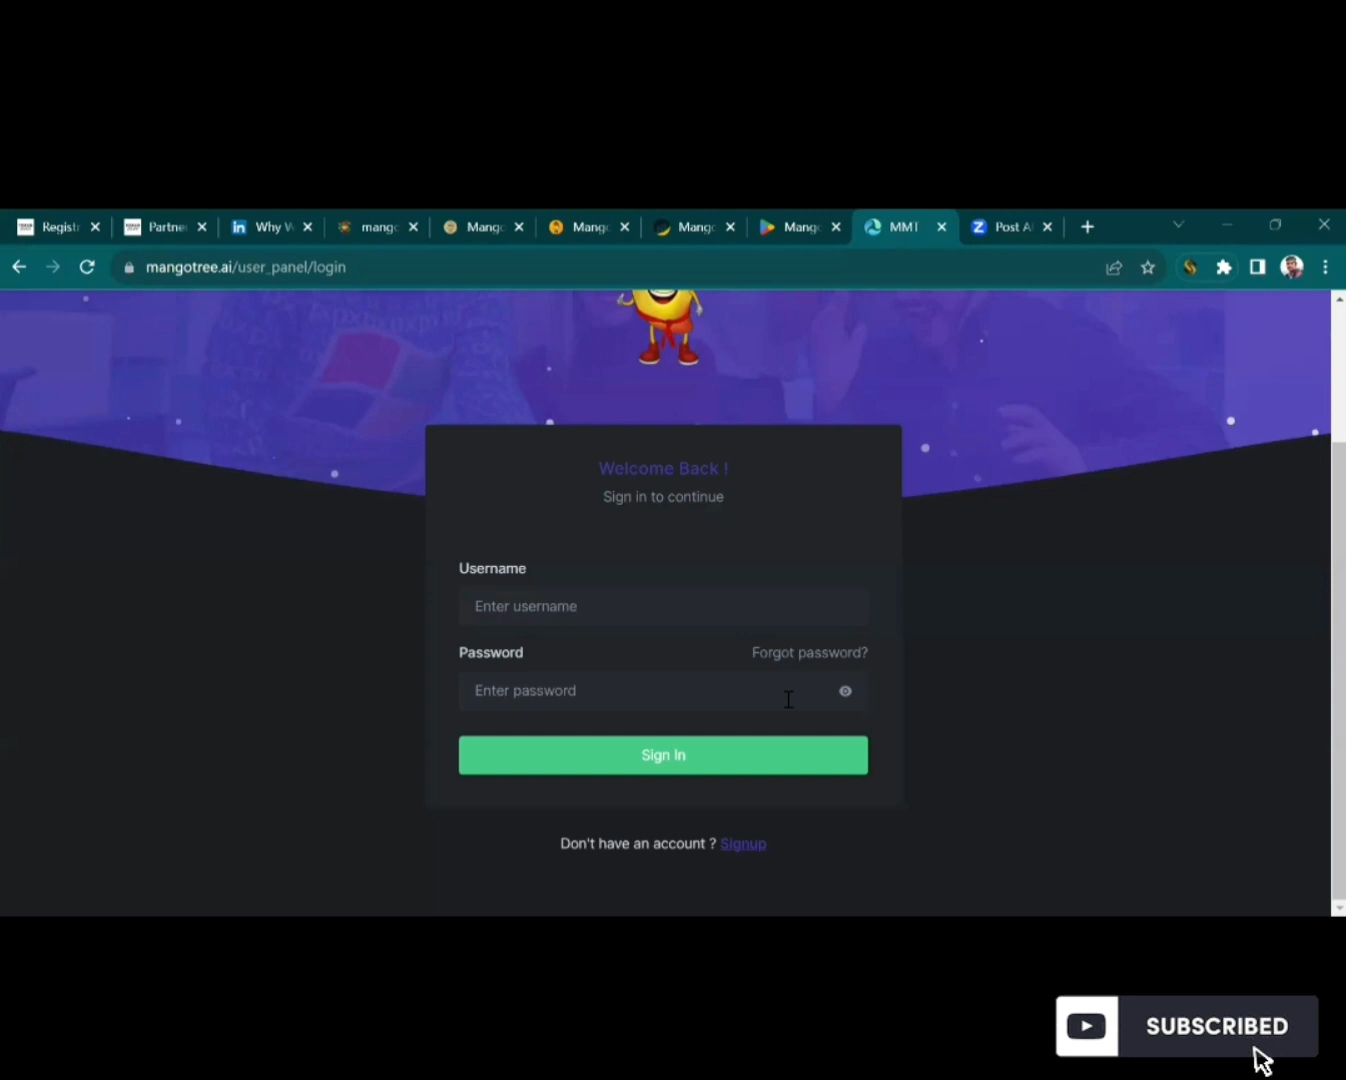 Regist
Partne
Why W
mang
Mang
Mang
Mang
Mang
MMT
Post A
mangotree.ai/user_panel/login
Welcome Back !
Sign in to continue
Username
Enter username
Password
Forgot password?
Enter password
Sign In
Don't have an account ? Signup
SUBSCRIBED